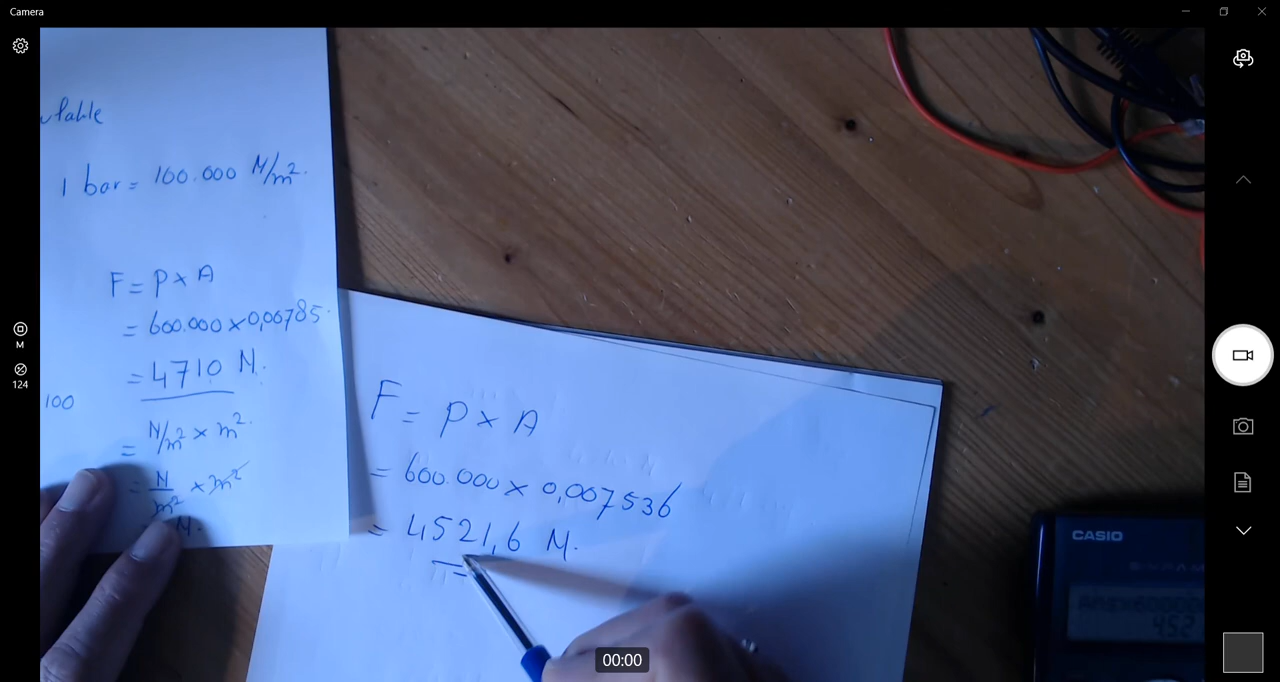 Camera
1 bar = 100.000 N/m².
F = P × A
= 600.000 × 0,00785.
= 4710 N.
100
= N/m² × m².
= N/m² × m²
N.
F = P × A
= 600.000 × 0,007536
= 4521,6 N.
CASIO
452
M
124
00:00